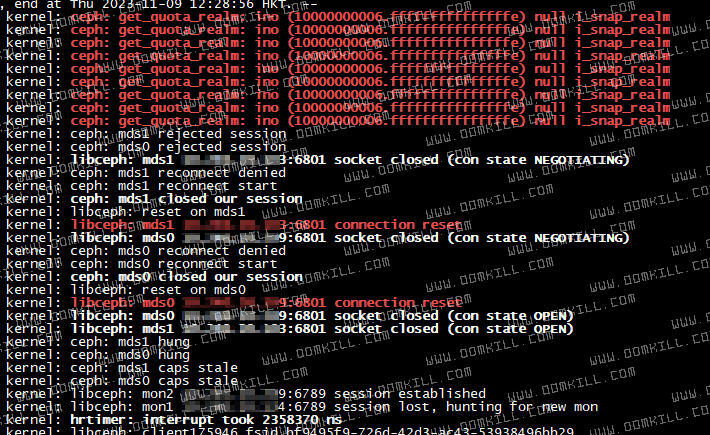 , end at Thu 2023-11-09 12:28:56 HKT. --
kernel: ceph: get_quota_realm: ino (10000000006.fffffffffffffffe) null i_snap_realm
kernel: ceph: get_quota_realm: ino (10000000006.fffffffffffffffe) null i_snap_realm
kernel: ceph: get_quota_realm: ino (10000000006.fffffffffffffffe) null i_snap_realm
kernel: ceph: get_quota_realm: ino (10000000006.fffffffffffffffe) null i_snap_realm
kernel: ceph: get_quota_realm: ino (10000000006.fffffffffffffffe) null i_snap_realm
kernel: ceph: get_quota_realm: ino (10000000006.fffffffffffffffe) null i_snap_realm
kernel: ceph: get_quota_realm: ino (10000000006.fffffffffffffffe) null i_snap_realm
kernel: ceph: get_quota_realm: ino (10000000006.fffffffffffffffe) null i_snap_realm
kernel: ceph: get_quota_realm: ino (10000000006.fffffffffffffffe) null i_snap_realm
kernel: ceph: mds1 rejected session
kernel: ceph: mds0 rejected session
kernel: libceph: mds1 3:6801 socket closed (con state NEGOTIATING)
kernel: ceph: mds1 reconnect denied
kernel: ceph: mds1 reconnect start
kernel: ceph: mds1 closed our session
kernel: libceph: reset on mds1
kernel: libceph: mds1 3:6801 connection reset
kernel: libceph: mds0 9:6801 socket closed (con state NEGOTIATING)
kernel: ceph: mds0 reconnect denied
kernel: ceph: mds0 reconnect start
kernel: ceph: mds0 closed our session
kernel: libceph: reset on mds0
kernel: libceph: mds0 9:6801 connection reset
kernel: libceph: mds0 9:6801 socket closed (con state OPEN)
kernel: libceph: mds1 3:6801 socket closed (con state OPEN)
kernel: ceph: mds1 hung
kernel: ceph: mds0 hung
kernel: ceph: mds1 caps stale
kernel: ceph: mds0 caps stale
kernel: libceph: mon2 9:6789 session established
kernel: libceph: mon1 4:6789 session lost, hunting for new mon
kernel: hrtimer: interrupt took 2358370 ns
kernel: libceph: client175946 fsid bf9495f9-726d-42d3-ac43-53938496bb29
WWW.OOMKILL.COM